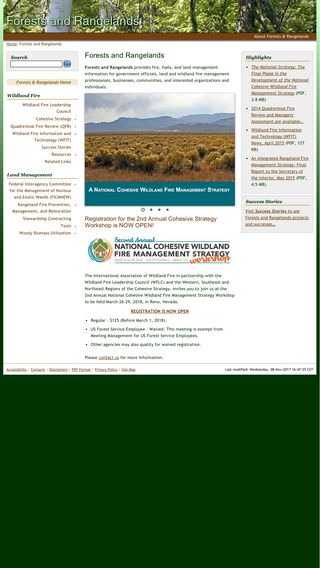 Forests and Rangelands
About Forests & Rangelands
Home: Forests and Rangelands
Search
Forests & Rangelands Home
Wildland Fire
Wildland Fire Leadership
Council
Cohesive Strategy
Quadrennial Fire Review (QFR)
Wildland Fire Information and
Technology (WFIT)
Success Stories
Resources
Related Links
Land Management
Federal Interagency Committee
for the Management of Noxious
and Exotic Weeds (FICMNEW)
Rangeland Fire Prevention,
Management, and Restoration
Stewardship Contracting
Tools
Woody Biomass Utilization
Forests and Rangelands
Forests and Rangelands provides fire, fuels, and land management
information for government officials, land and wildland fire management
professionals, businesses, communities, and interested organizations and
individuals.
A National Cohesive Wildland Fire Management Strategy
Registration for the 2nd Annual Cohesive Strategy
Workshop is NOW OPEN!
Second Annual
NATIONAL COHESIVE WILDLAND
FIRE MANAGEMENT STRATEGY
workshop
The International Association of Wildland Fire in partnership with the
Wildland Fire Leadership Council (WFLC) and the Western, Southeast and
Northeast Regions of the Cohesive Strategy, invites you to join us at the
2nd Annual National Cohesive Wildland Fire Management Strategy Workshop
to be held March 26-29, 2018, in Reno, Nevada.
REGISTRATION IS NOW OPEN
Regular - $125 (Before March 1, 2018).
US Forest Service Employee - Waived. This meeting is exempt from
Meeting Management for US Forest Service Employees.
Other agencies may also qualify for waived registration.
Please contact us for more information.
Highlights
The National Strategy: The
Final Phase in the
Development of the National
Cohesive Wildland Fire
Management Strategy (PDF,
3.8 MB)
2014 Quadrennial Fire
Review and Managers'
Assessment are available...
Wildland Fire Information
and Technology (WFIT)
News, April 2015 (PDF, 127
KB)
An Integrated Rangeland Fire
Management Strategy: Final
Report to the Secretary of
the Interior, May 2015 (PDF,
4.5 MB)
Success Stories
Visit Success Stories to see
Forests and Rangelands projects
and successes...
Accessibility | Contacts | Disclaimers | PDF Format | Privacy Policy | Site Map
Last modified: Wednesday, 08-Nov-2017 16:47:35 CST